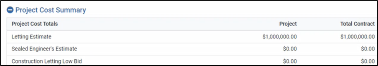 Project Cost Summary
Project Cost Totals Project Total Contract
Letting Estimate $1,000,000.00 $1,000,000.00
Sealed Engineer's Estimate $0.00 $0.00
Construction Letting Low Bid $0.00 $0.00